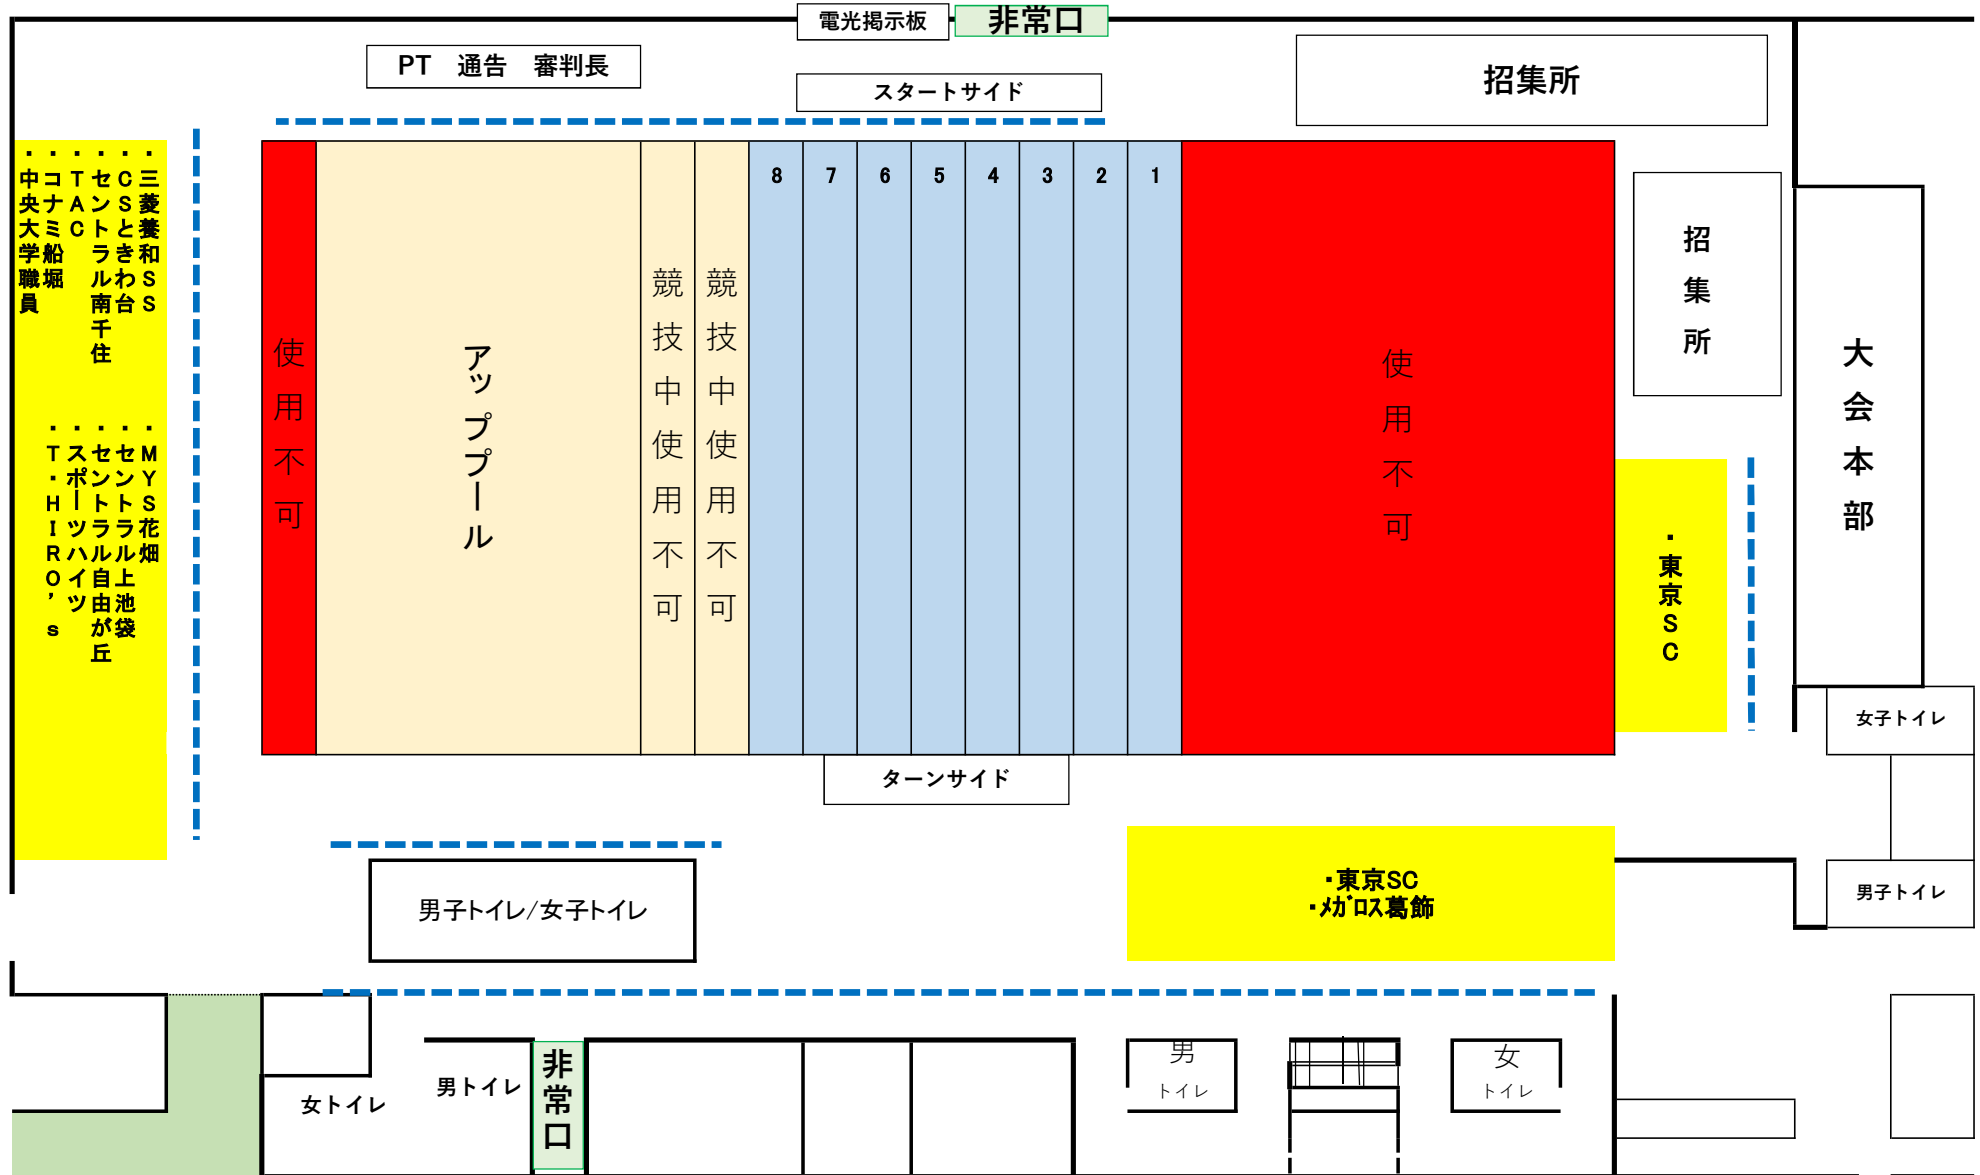 電光掲示板
非常口
PT　通告　審判長
スタートサイド
招集所
・三菱養和ＳＳ
・ＣＳときわ台
・セントラル南千住
・ＴＡＣ
・コナミ船堀
・中央大学職員
・ＭＹＳ花畑
・セントラル上池袋
・セントラル自由が丘
・スポーツハイツ
・Ｔ・ＨＩＲＯ’ｓ
使用不可
アッププール
競技中使用不可
競技中使用不可
8
7
6
5
4
3
2
1
使用不可
招集所
大会本部
・東京ＳＣ
女子トイレ
ターンサイド
男子トイレ/女子トイレ
・東京SC
・ﾒｶﾞﾛｽ葛飾
男子トイレ
女トイレ
男トイレ
非常口
男
トイレ
女
トイレ